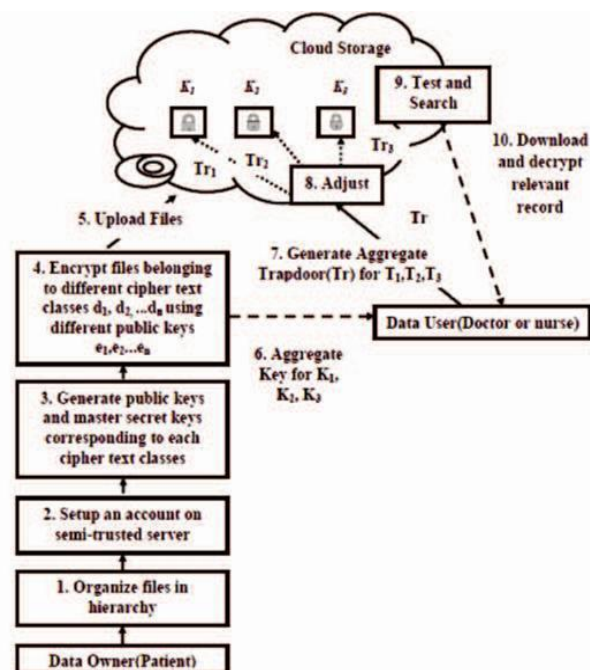 Cloud Storage
K1
K2
K3
9. Test and
Search
Tr1
Tr2
Tr3
8. Adjust
10. Download
and decrypt
relevant
record
5. Upload Files
Tr
7. Generate Aggregate
Trapdoor(Tr) for T1,T2,T3
4. Encrypt files belonging
to different cipher text
classes d1, d2, ...dn using
different public keys
e1,e2...en
Data User(Doctor or nurse)
6. Aggregate
Key for K1,
K2, K3
3. Generate public keys
and master secret keys
corresponding to each
cipher text classes
2. Setup an account on
semi-trusted server
1. Organize files in
hierarchy
Data Owner(Patient)